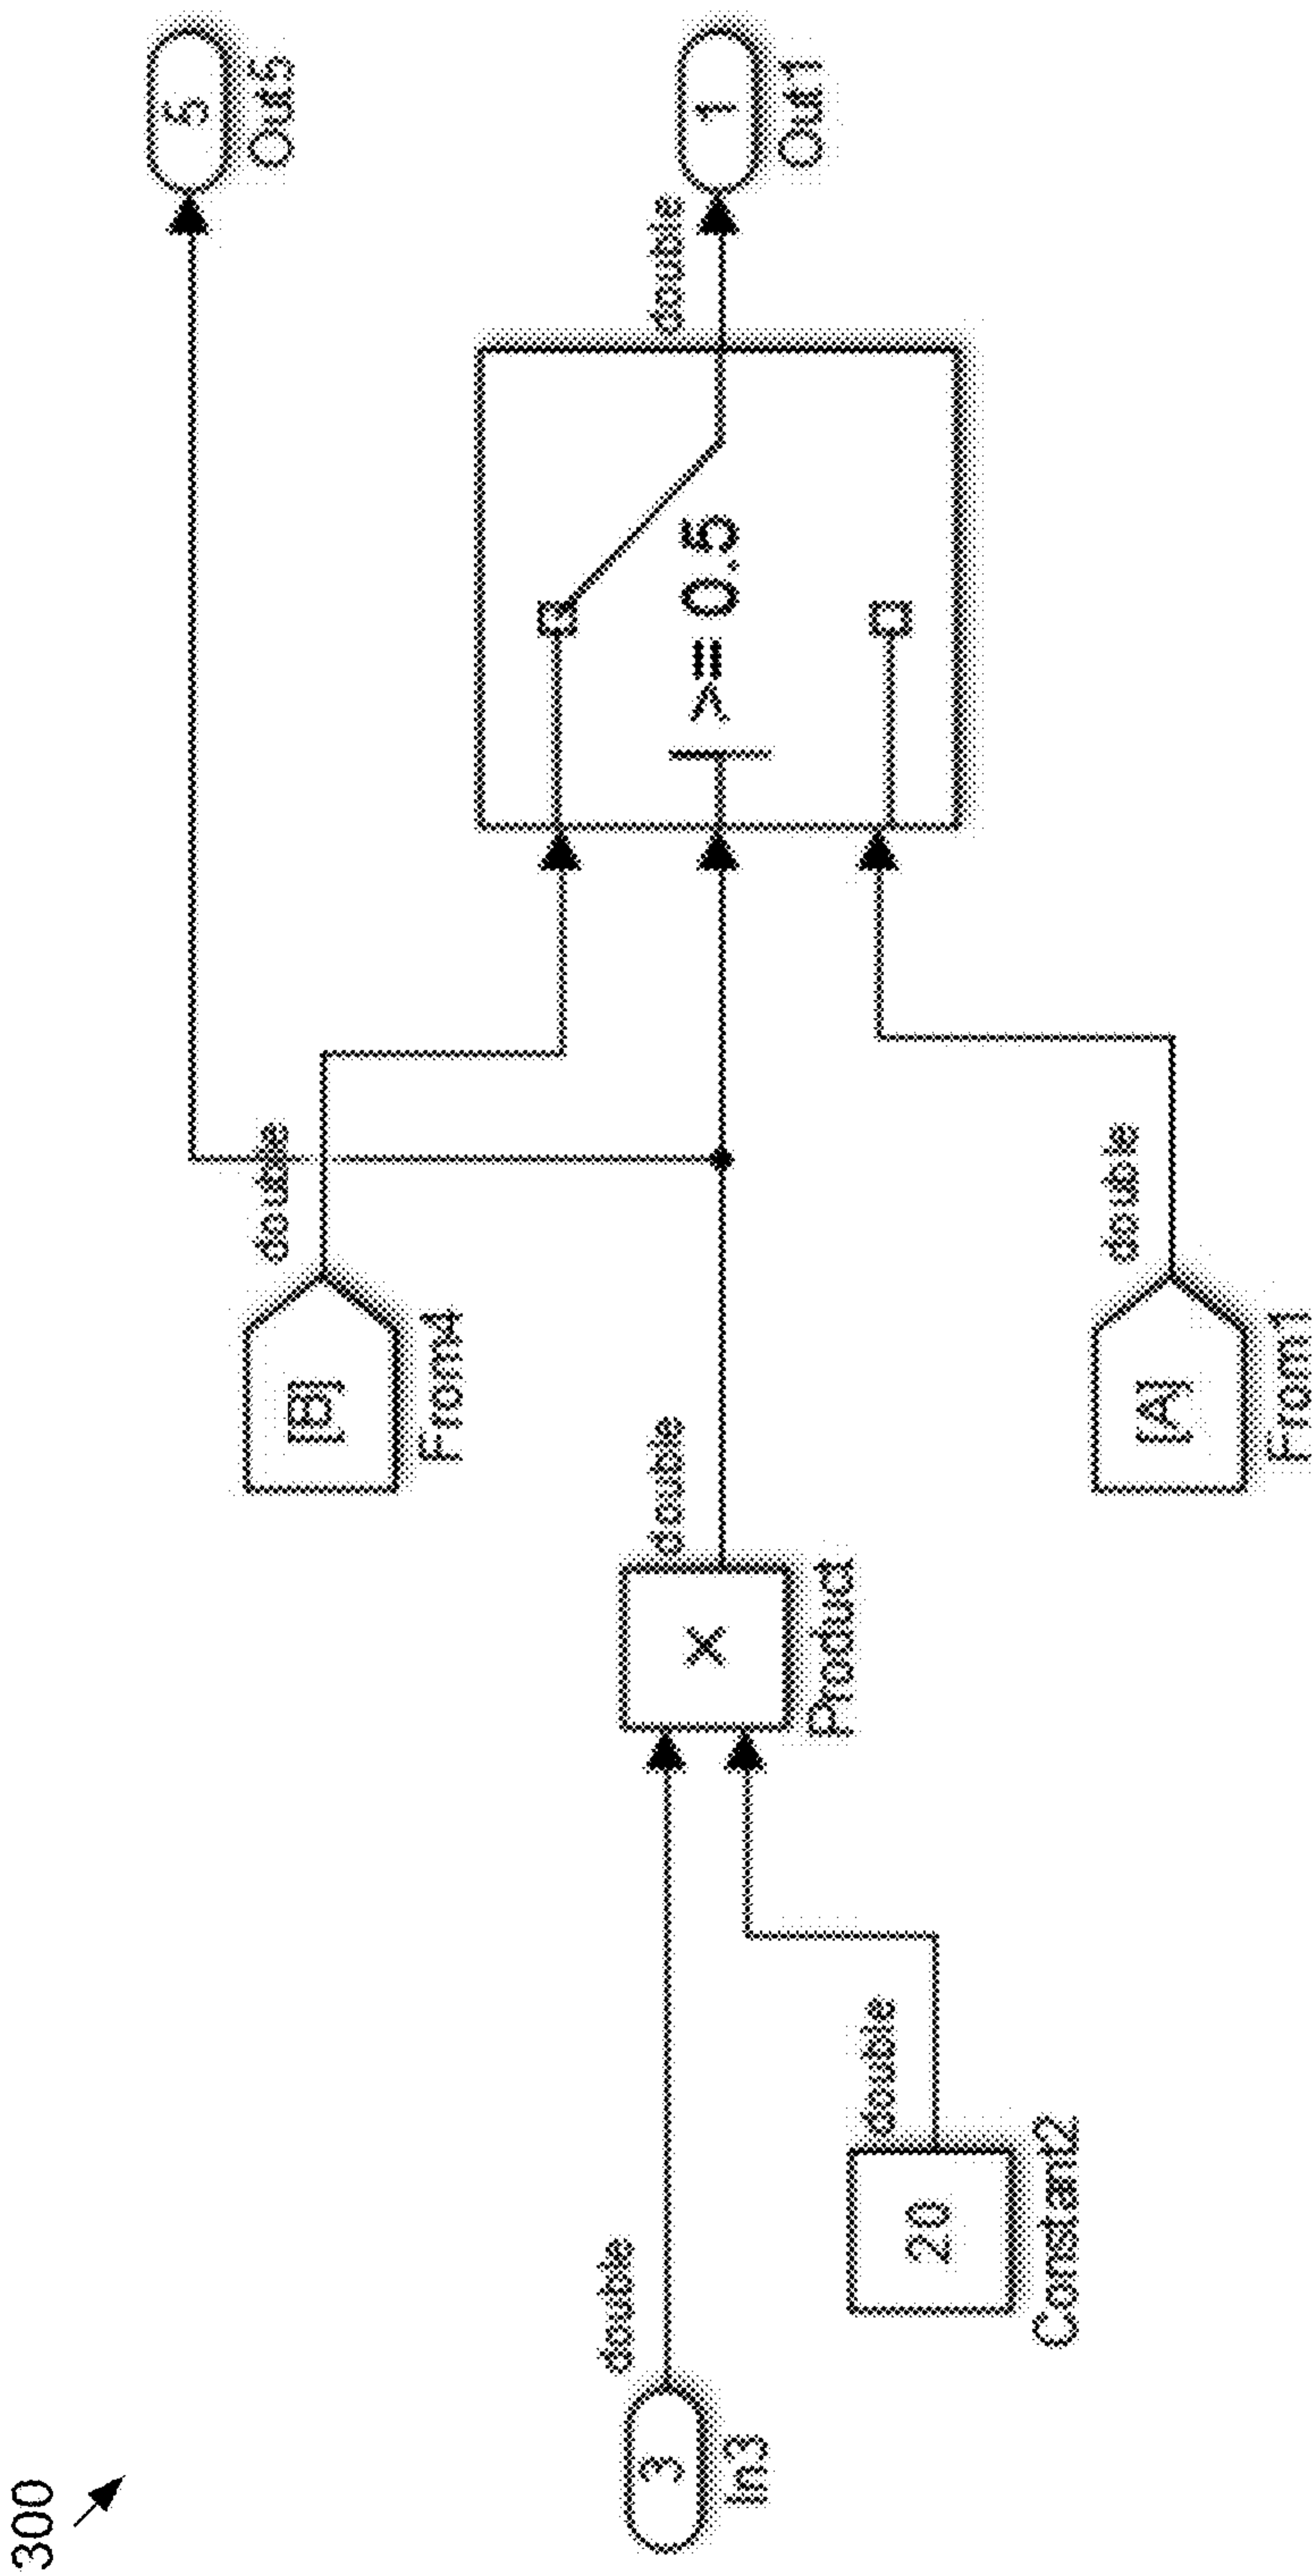 300
5
Out5
double
[B]
From4
double
1
Out1
>= 0.5
double
3
In3
double
×
Product
double
20
Constant2
double
[A]
From1